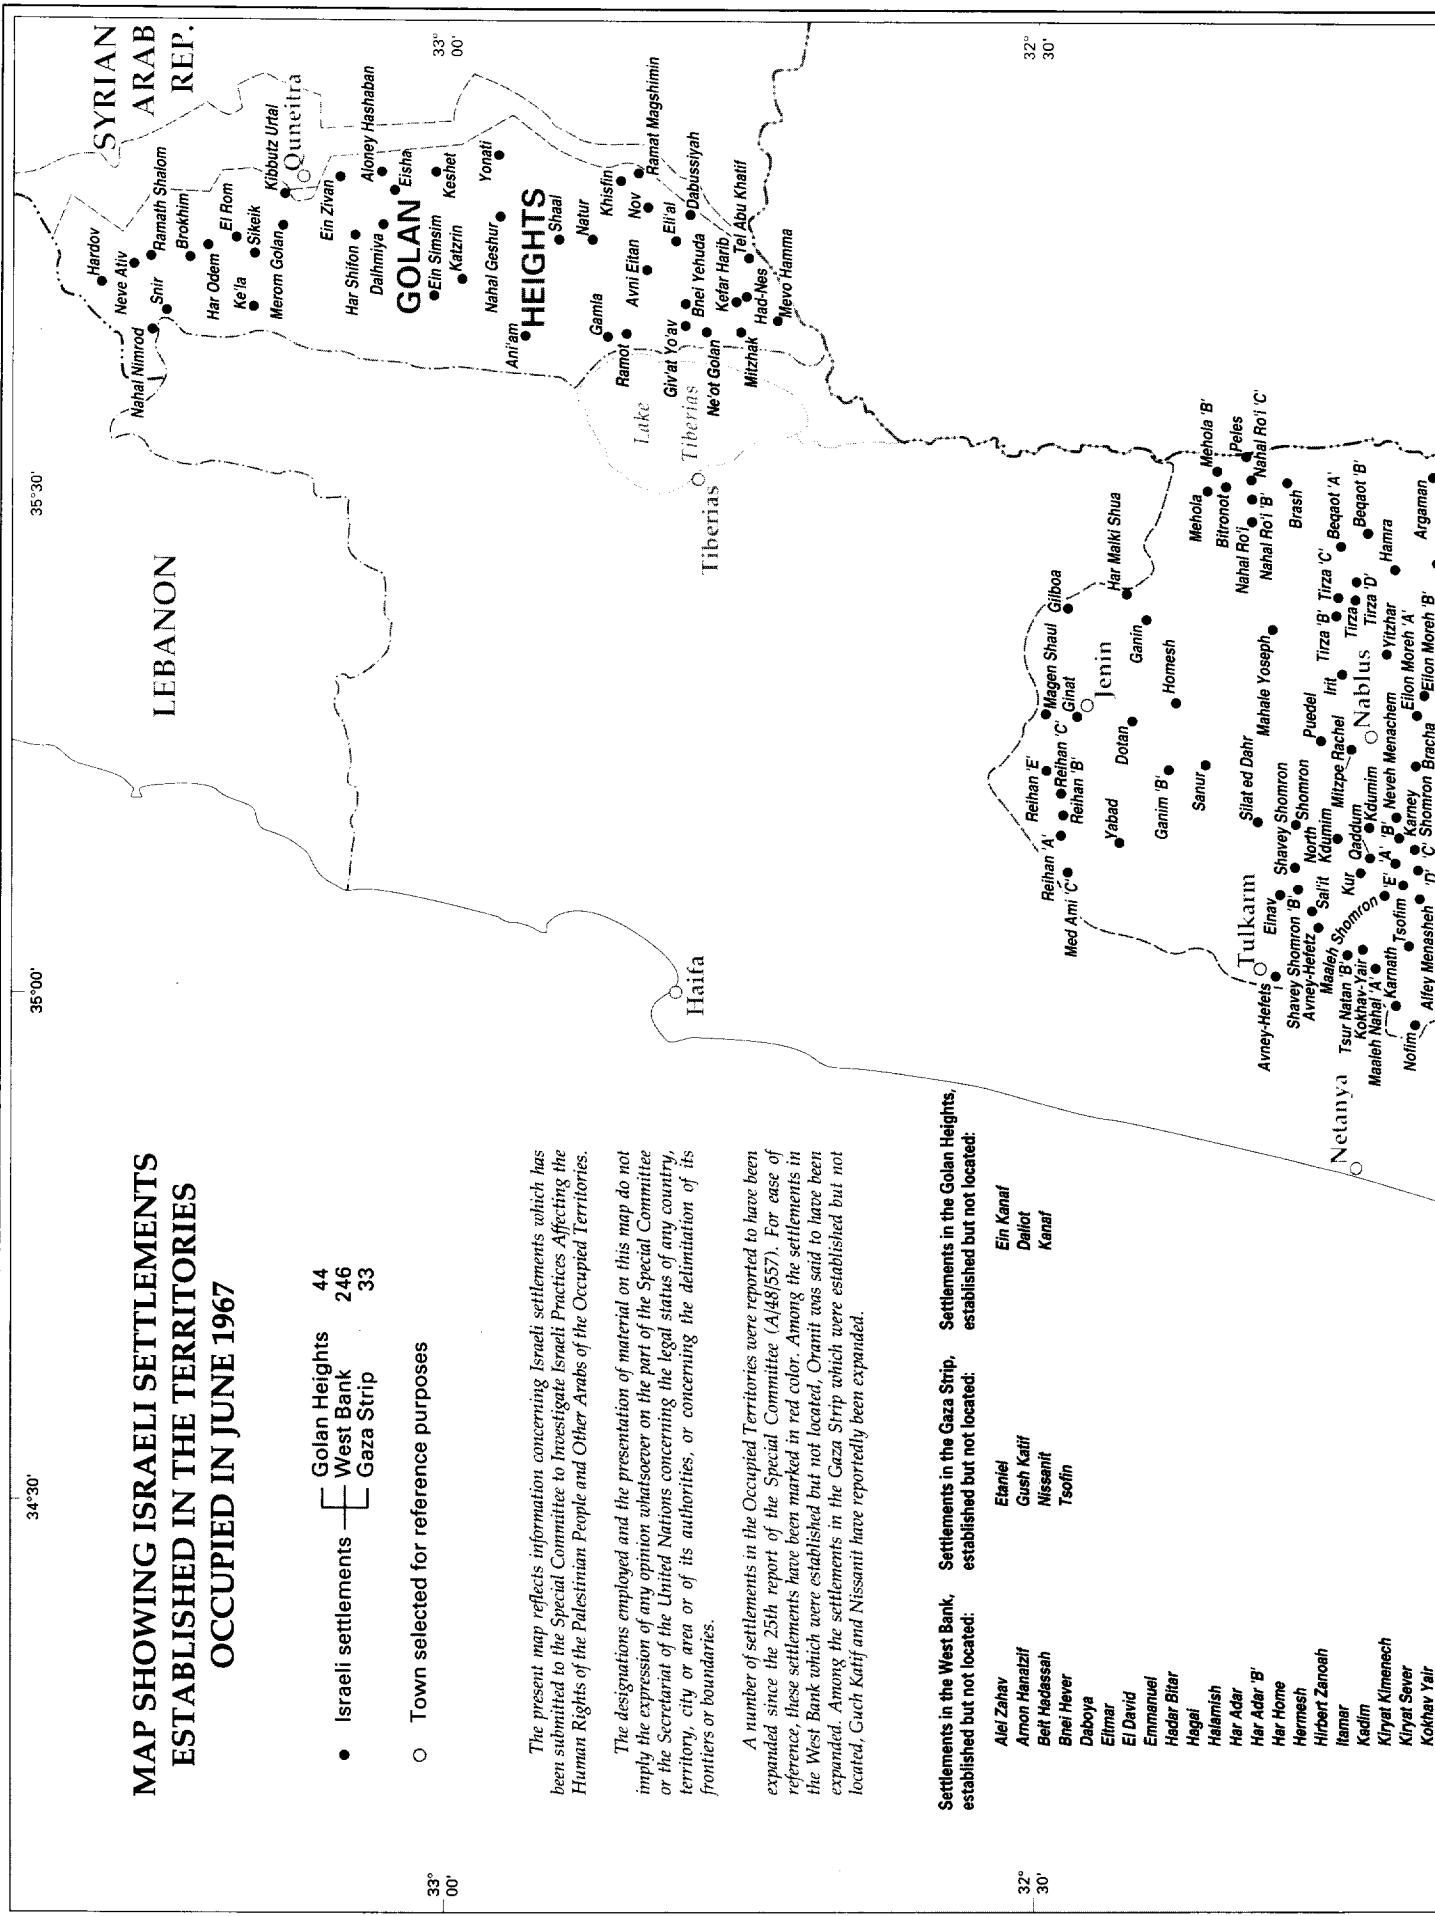 MAP SHOWING ISRAELI SETTLEMENTS
ESTABLISHED IN THE TERRITORIES
OCCUPIED IN JUNE 1967
● Israeli settlements
Golan Heights 44
West Bank 246
Gaza Strip 33
○ Town selected for reference purposes
The present map reflects information concerning Israeli settlements which has
been submitted to the Special Committee to Investigate Israeli Practices Affecting the
Human Rights of the Palestinian People and Other Arabs of the Occupied Territories.
The designations employed and the presentation of material on this map do not
imply the expression of any opinion whatsoever on the part of the Special Committee
or the Secretariat of the United Nations concerning the legal status of any country,
territory, city or area or of its authorities, or concerning the delimitation of its
frontiers or boundaries.
A number of settlements in the Occupied Territories were reported to have been
expanded since the 25th report of the Special Committee (A/48/557). For ease of
reference, these settlements have been marked in red color. Among the settlements in
the West Bank which were established but not located, Oranit was said to have been
expanded. Among the settlements in the Gaza Strip which were established but not
located, Guch Katif and Nissanit have reportedly been expanded.
Settlements in the West Bank,
established but not located:
Alei Zahav
Arnon Hanatzif
Beit Hadassah
Bnei Hever
Daboya
Eitmar
El David
Emmanuel
Hadar Bitar
Hagai
Halamish
Har Adar
Har Adar 'B'
Har Home
Hermesh
Hirbert Zanoah
Itamar
Kadim
Kiryat Kimenech
Kiryat Sever
Kokhav Yair
Settlements in the Gaza Strip,
established but not located:
Etaniel
Gush Katif
Nissanit
Tsofin
Settlements in the Golan Heights,
established but not located:
Ein Kanaf
Daliot
Kanaf
34°30'
35°00'
35°30'
33°
00'
33°
00'
32°
30'
32°
30'
LEBANON
SYRIAN
ARAB
REP.
GOLAN
HEIGHTS
Hardov
Neve Ativ
Ramath Shalom
Snir
Nahal Nimrod
Brokhim
Har Odem
El Rom
Ke'la
Sikeik
Kibbutz Urtal
Merom Golan
Quneitra
Ein Zivan
Har Shifon
Aloney Hashaban
Dalhmiya
Eisha
Ein Simsim
Keshet
Katzrin
Yonati
Nahal Geshur
Ani'am
Shaal
Natur
Gamla
Khisfin
Ramot
Avni Eitan
Nov
Ramat Magshimin
Eli'al
Giv'at Yo'av
Bnei Yehuda
Dabussiyah
Ne'ot Golan
Kefar Harib
Tel Abu Khatif
Mitzhak
Had-Nes
Mevo Hamma
Lake
Tiberias
Tiberias
Haifa
Netanya
Tulkarm
Jenin
Nablus
Magen Shaul
Gilboa
Ginat
Har Malki Shua
Reihan 'E'
Reihan 'C'
Reihan 'B'
Reihan 'A'
Med Ami 'C'
Ganin
Dotan
Homesh
Yabad
Ganim 'B'
Sanur
Mehola
Mehola 'B'
Bitronot
Peles
Nahal Ro'i
Nahal Ro'i 'C'
Nahal Ro'i 'B'
Brash
Silat ed Dahr
Mahale Yoseph
Avney-Hefets
Einav
Shavey Shomron
Shavey Shomron 'B'
Shomron
Puedel
Avney-Hefetz
Sal'it
North
Kdumim
Mitzpe Rachel
Irit
Tirza 'B'
Tirza 'C'
Beqaot 'A'
Tirza
Tirza 'D'
Beqaot 'B'
Maaleh Shomron
Tsur Natan 'B'
Kokhav-Yair
Kur
Qaddum
Kdumim
Maaleh Nahal 'A'
Karnath
Tsofim
'E'
'A'
'B'
Neveh Menachem
Yitzhar
Hamra
Nofim
Alfey Menasheh
'D'
'C'
Karney
Shomron
Bracha
Eilon Moreh 'A'
Eilon Moreh 'B'
Argaman